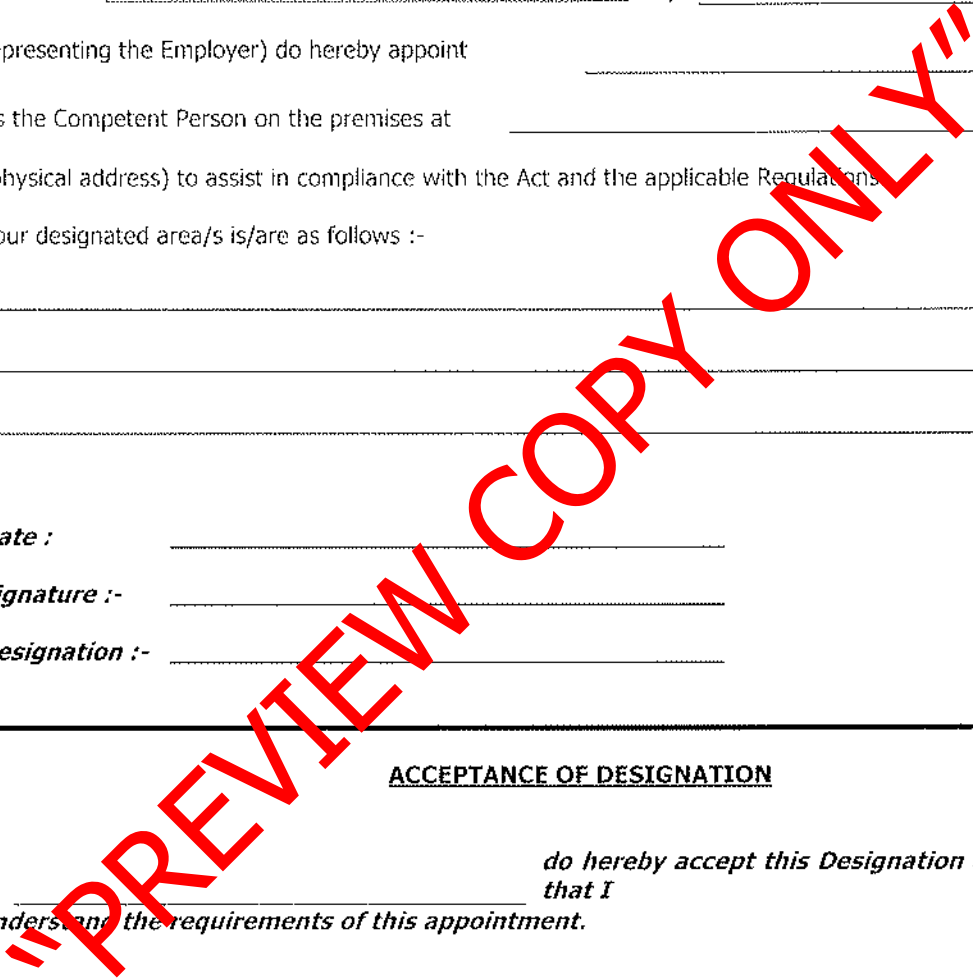 presenting the Employer) do hereby appoint
s the Competent Person on the premises at
physical address) to assist in compliance with the Act and the applicable Regulations
our designated area/s is/are as follows :-
ate :
ignature :-
esignation :-
ACCEPTANCE OF DESIGNATION
do hereby accept this Designation
that I
nderstand the requirements of this appointment.
"PREVIEW COPY ONLY"